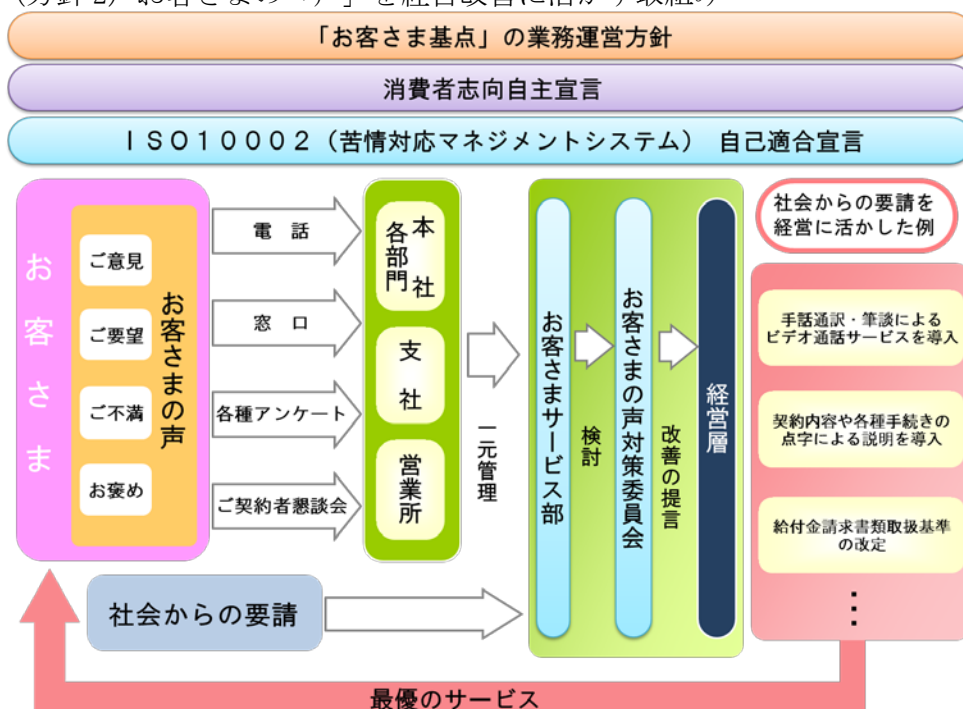 「お客さま基点」の業務運営方針
消費者志向自主宣言
ISO10002(苦情対応マネジメントシステム) 自己適合宣言
お客さま
ご意見
ご要望
ご不満
お褒め
お客さまの声
電 話
窓 口
各種アンケート
ご契約者懇談会
本社
各部門
支社
営業所
一元管理
お客さまサービス部
検討
お客さまの声対策委員会
改善の提言
経営層
社会からの要請を
経営に活かした例
手話通訳・筆談による
ビデオ通話サービスを導入
契約内容や各種手続きの
点字による説明を導入
給付金請求書類取扱基準
の改定
⋮
社会からの要請
最優のサービス